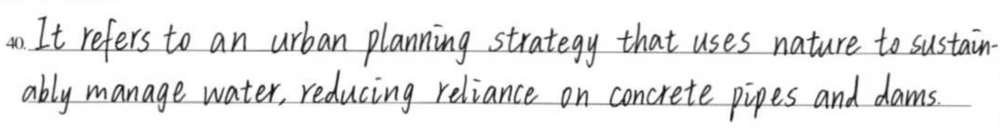 40. It refers to an urban planning strategy that uses nature to sustain-
ably manage water, reducing reliance on concrete pipes and dams.